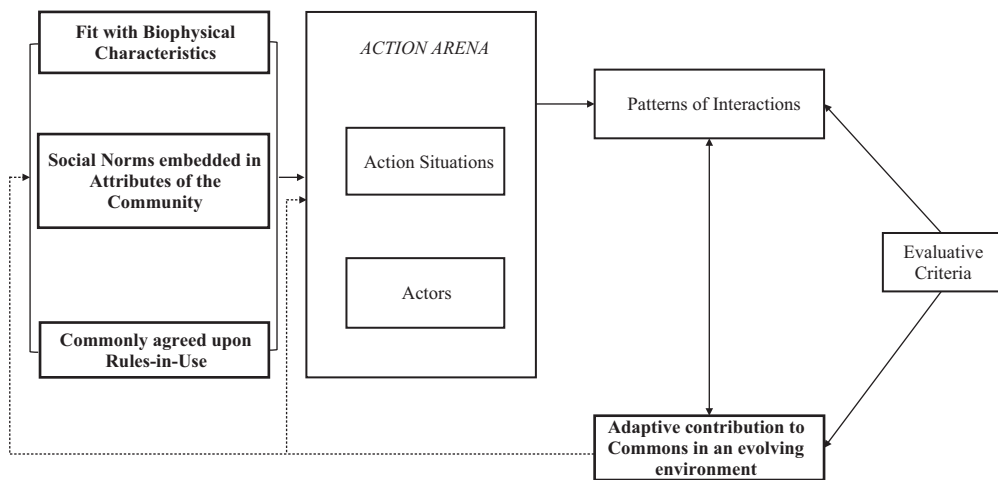 Fit with Biophysical
Characteristics
Social Norms embedded in
Attributes of the
Community
Commonly agreed upon
Rules-in-Use
ACTION ARENA
Action Situations
Actors
Patterns of Interactions
Evaluative
Criteria
Adaptive contribution to
Commons in an evolving
environment